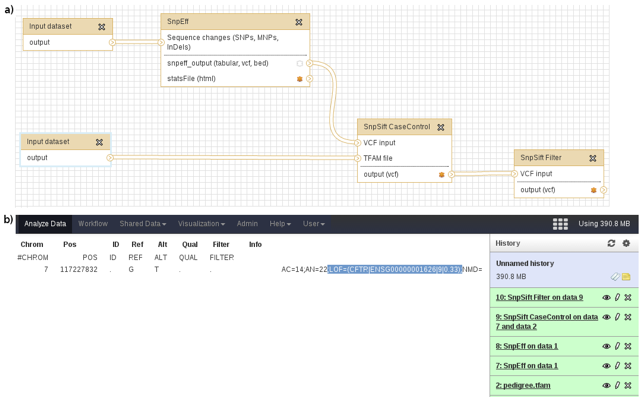 a)
Input dataset
output
SnpEff
Sequence changes (SNPs, MNPs,
InDels)
snpeff_output (tabular, vcf, bed)
statsFile (html)
Input dataset
output
SnpSift CaseControl
VCF input
TFAM file
output (vcf)
SnpSift Filter
VCF input
output (vcf)
b)
Analyze Data Workflow Shared Data Visualization Admin Help User Using 390.8 MB
Chrom Pos ID Ref Alt Qual Filter Info
#CHROM POS ID REF ALT QUAL FILTER
7 117227832 . G T . . AC=14;AN=22;LOF=(CFTR|ENSG00000001626|9|0.33);NMD=
History
Unnamed history
390.8 MB
10: SnpSift Filter on data 9
9: SnpSift CaseControl on data
7 and data 2
8: SnpEff on data 1
7: SnpEff on data 1
2: pedigree.tfam